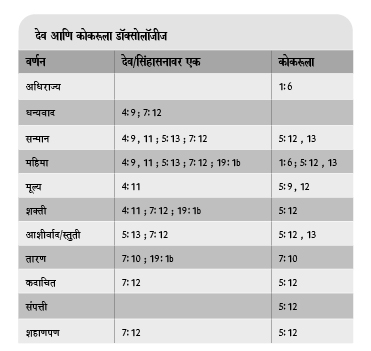 देव आणि कोकरूला डॉक्सोलॉजीज
वर्णन देव/सिंहासनावर एक कोकरूला
अधिराज्य 1:6
धन्यवाद 4:9 ; 7:12
सन्मान 4:9 , 11 ; 5:13 ; 7:12 5:12 , 13
महिमा 4:9 , 11 ; 5:13 ; 7:12 ; 19:1b 1:6 ; 5:12 , 13
मूल्य 4:11 5:9 , 12
शक्ती 4:11 ; 7:12 ; 19:1b 5:12
आशीर्वाद/स्तुती 5:13 ; 7:12 5:12 , 13
तारण 7:10 ; 19:1b 7:10
कदाचित 7:12 5:12
संपत्ती 5:12
शहाणपण 7:12 5:12